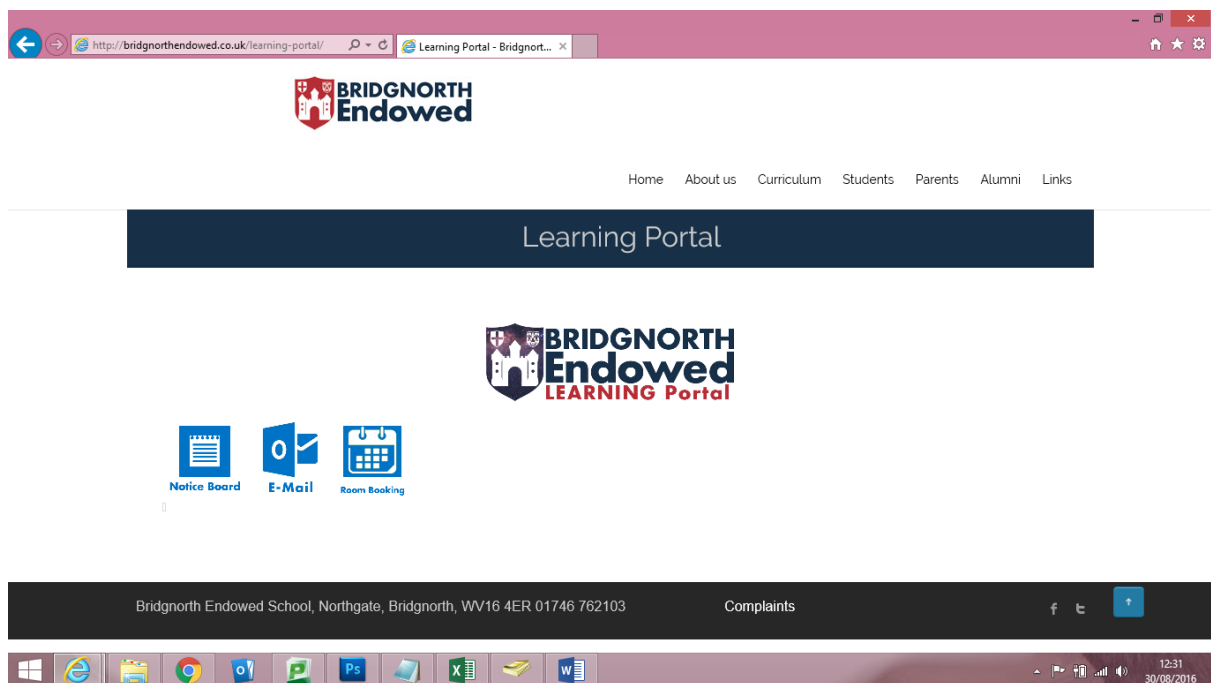 http://bridgnorthendowed.co.uk/learning-portal/
Learning Portal - Bridgnort...
BRIDGNORTH
Endowed
Home About us Curriculum Students Parents Alumni Links
Learning Portal
BRIDGNORTH
Endowed
LEARNING Portal
Notice Board E-Mail Room Booking
Bridgnorth Endowed School, Northgate, Bridgnorth, WV16 4ER 01746 762103 Complaints
12:31
30/08/2016